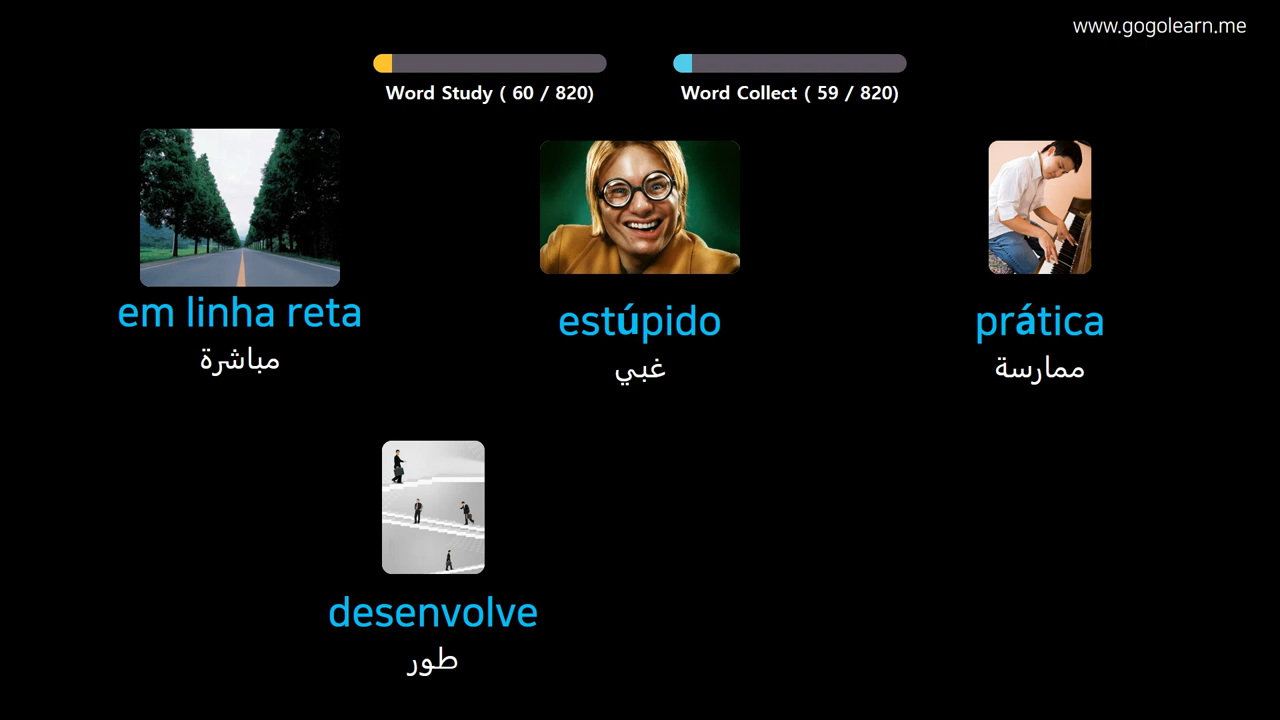 www.gogolearn.me
Word Study ( 60 / 820)
Word Collect ( 59 / 820)
em linha reta
مباشرة
estúpido
غبي
prática
ممارسة
desenvolve
طور